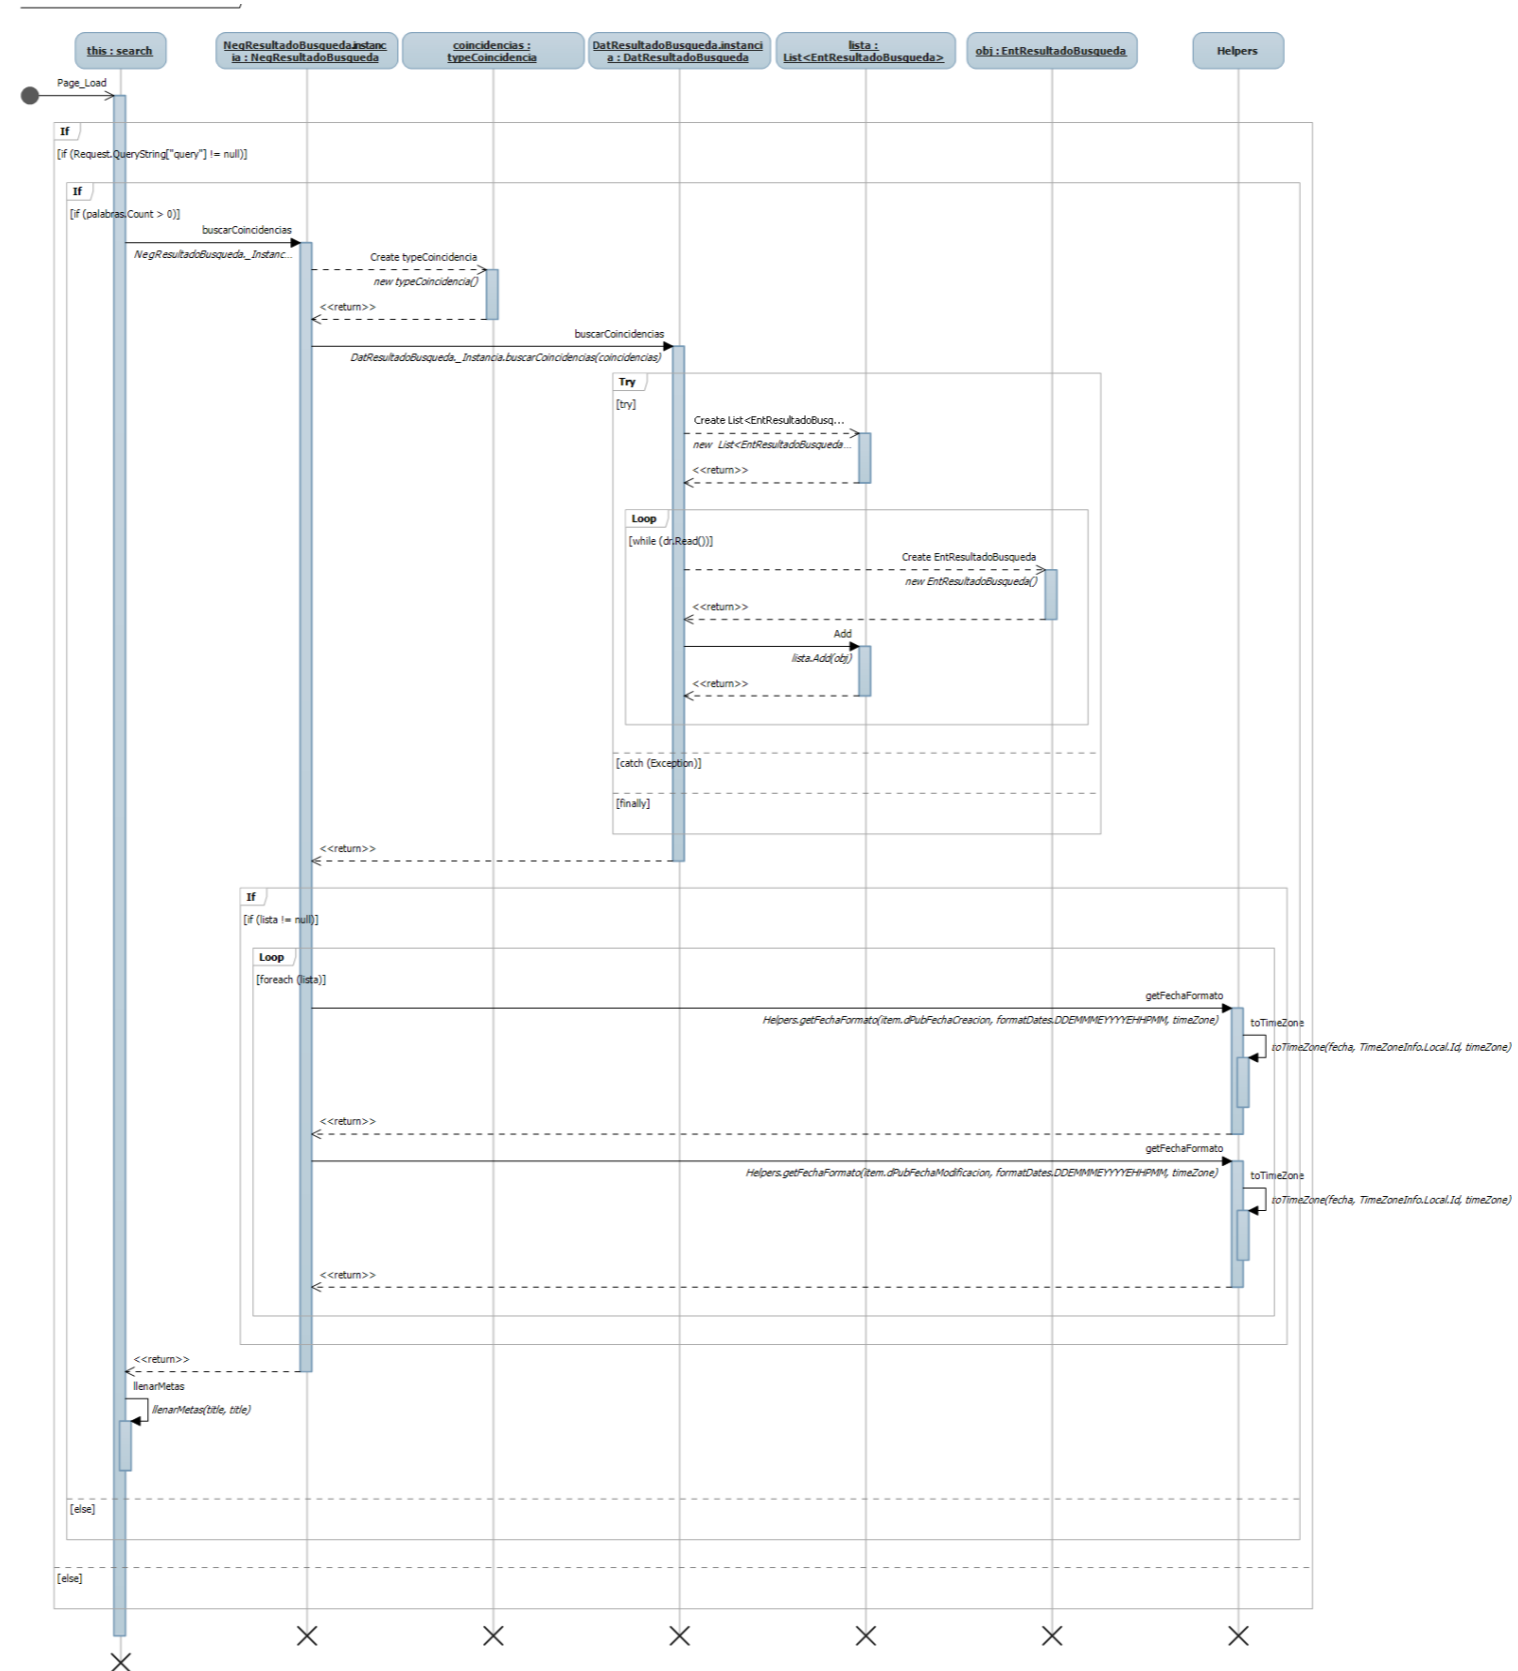 this : search
NegResultadoBusqueda.instanc
ia : NegResultadoBusqueda
coincidencias :
typeCoincidencia
DatResultadoBusqueda.instanci
a : DatResultadoBusqueda
lista :
List<EntResultadoBusqueda>
obj : EntResultadoBusqueda
Helpers
Page_Load
If
[if (Request.QueryString["query"] != null)]
If
[if (palabras.Count > 0)]
buscarCoincidencias
NegResultadoBusqueda._Instanc...
Create typeCoincidencia
new typeCoincidencia()
<<return>>
buscarCoincidencias
DatResultadoBusqueda._Instancia.buscarCoincidencias(coincidencias)
Try
[try]
Create List<EntResultadoBusq...
new List<EntResultadoBusqueda...
<<return>>
Loop
[while (dr.Read())]
Create EntResultadoBusqueda
new EntResultadoBusqueda()
<<return>>
Add
lista.Add(obj)
<<return>>
[catch (Exception)]
[finally]
<<return>>
If
[if (lista != null)]
Loop
[foreach (lista)]
getFechaFormato
Helpers.getFechaFormato(item.dPubFechaCreacion, formatDates.DDEMMMEYYYYEHHPMM, timeZone)
toTimeZone
toTimeZone(fecha, TimeZoneInfo.Local.Id, timeZone)
<<return>>
getFechaFormato
Helpers.getFechaFormato(item.dPubFechaModificacion, formatDates.DDEMMMEYYYYEHHPMM, timeZone)
toTimeZone
toTimeZone(fecha, TimeZoneInfo.Local.Id, timeZone)
<<return>>
<<return>>
llenarMetas
llenarMetas(title, title)
[else]
[else]